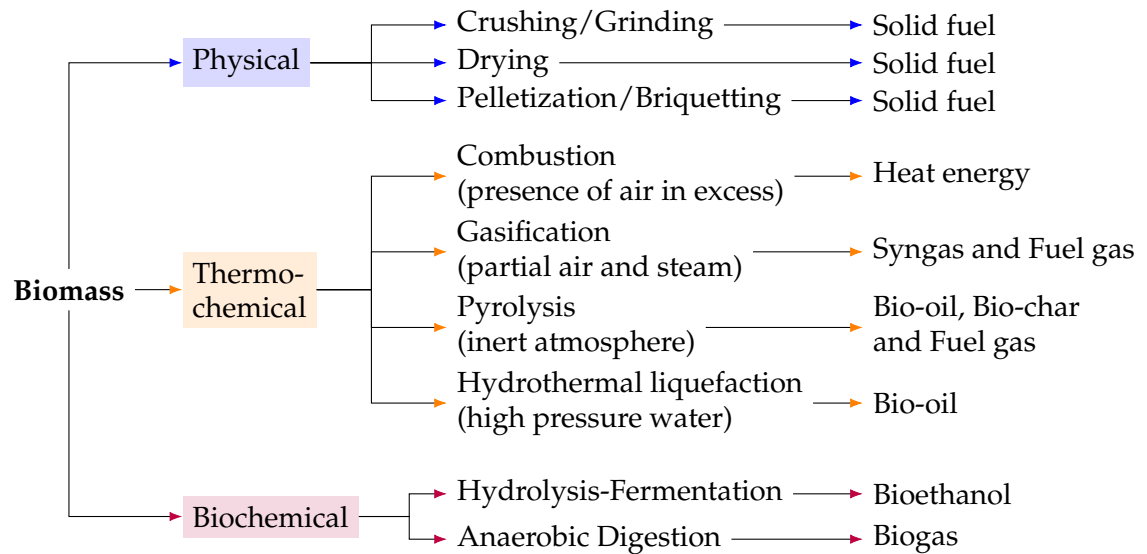 Biomass
Physical
Crushing/Grinding
Solid fuel
Drying
Solid fuel
Pelletization/Briquetting
Solid fuel
Thermo-
chemical
Combustion
(presence of air in excess)
Heat energy
Gasification
(partial air and steam)
Syngas and Fuel gas
Pyrolysis
(inert atmosphere)
Bio-oil, Bio-char
and Fuel gas
Hydrothermal liquefaction
(high pressure water)
Bio-oil
Biochemical
Hydrolysis-Fermentation
Bioethanol
Anaerobic Digestion
Biogas